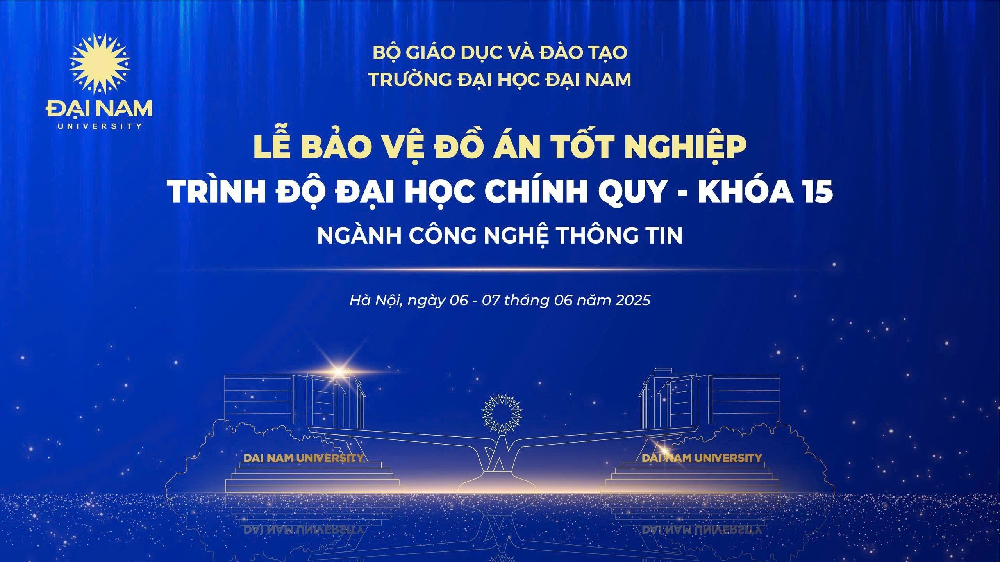 ĐẠI NAM
UNIVERSITY
BỘ GIÁO DỤC VÀ ĐÀO TẠO
TRƯỜNG ĐẠI HỌC ĐẠI NAM
LỄ BẢO VỆ ĐỒ ÁN TỐT NGHIỆP
TRÌNH ĐỘ ĐẠI HỌC CHÍNH QUY - KHÓA 15
NGÀNH CÔNG NGHỆ THÔNG TIN
Hà Nội, ngày 06 - 07 tháng 06 năm 2025
DAI NAM UNIVERSITY
DAI NAM UNIVERSITY